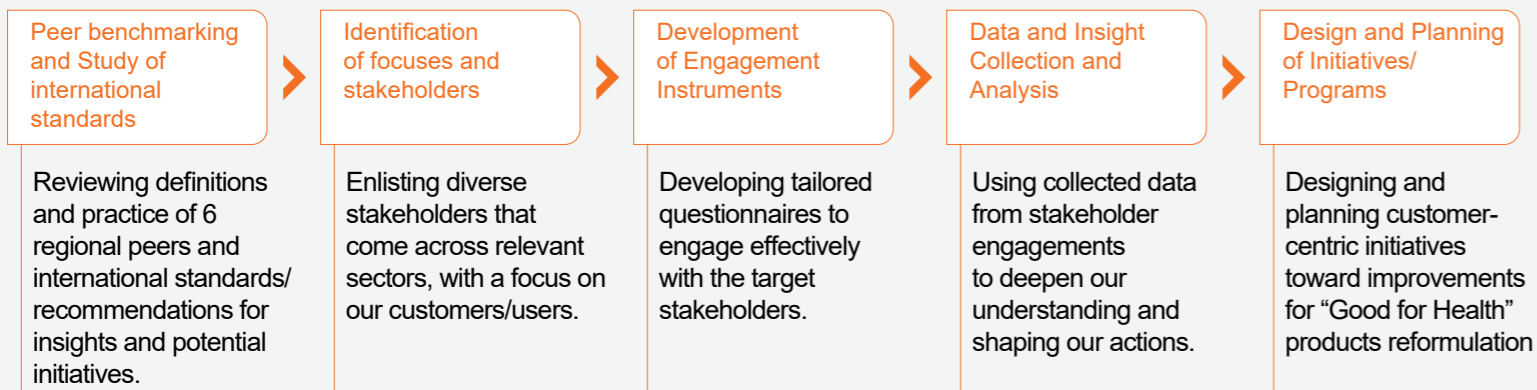 Peer benchmarking
and Study of
international
standards
Reviewing definitions
and practice of 6
regional peers and
international standards/
recommendations for
insights and potential
initiatives.
Identification
of focuses and
stakeholders
Enlisting diverse
stakeholders that
come across relevant
sectors, with a focus on
our customers/users.
Development
of Engagement
Instruments
Developing tailored
questionnaires to
engage effectively
with the target
stakeholders.
Data and Insight
Collection and
Analysis
Using collected data
from stakeholder
engagements
to deepen our
understanding and
shaping our actions.
Design and Planning
of Initiatives/
Programs
Designing and
planning customer-
centric initiatives
toward improvements
for “Good for Health”
products reformulation